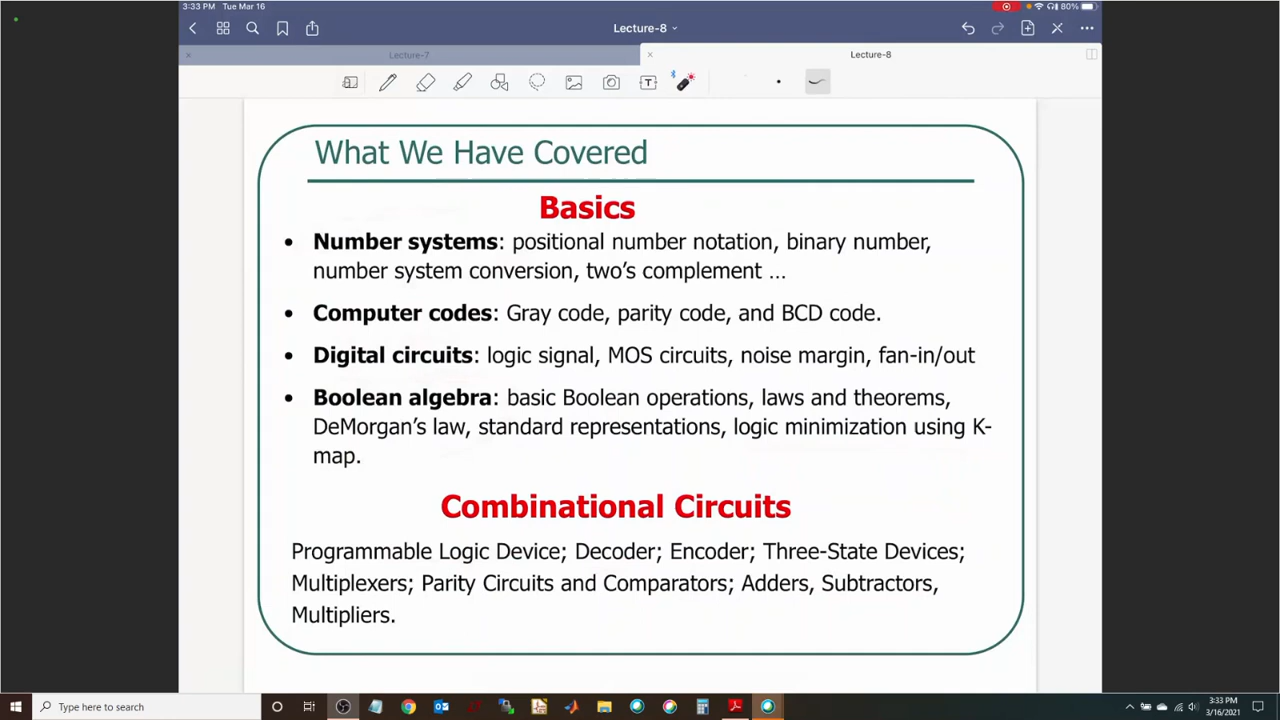 3:33 PM Tue Mar 16
80%
Lecture-8
Lecture-7
Lecture-8
T
What We Have Covered
Basics
• Number systems: positional number notation, binary number,
number system conversion, two's complement ...
• Computer codes: Gray code, parity code, and BCD code.
• Digital circuits: logic signal, MOS circuits, noise margin, fan-in/out
• Boolean algebra: basic Boolean operations, laws and theorems,
DeMorgan's law, standard representations, logic minimization using K-
map.
Combinational Circuits
Programmable Logic Device; Decoder; Encoder; Three-State Devices;
Multiplexers; Parity Circuits and Comparators; Adders, Subtractors,
Multipliers.
Type here to search
3:33 PM
3/16/2021